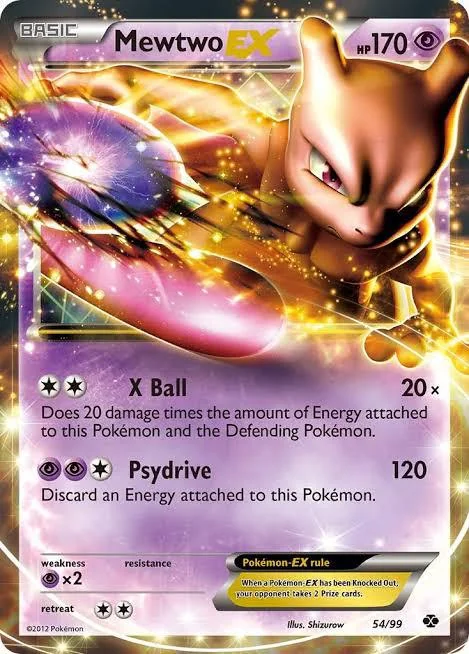 BASIC
Mewtwo EX HP170
X Ball 20×
Does 20 damage times the amount of Energy attached
to this Pokémon and the Defending Pokémon.
Psydrive 120
Discard an Energy attached to this Pokémon.
weakness resistance
×2
Pokémon-EX rule
When a Pokémon-EX has been Knocked Out,
your opponent takes 2 Prize cards.
retreat
©2012 Pokémon Illus. Shizurow 54/99